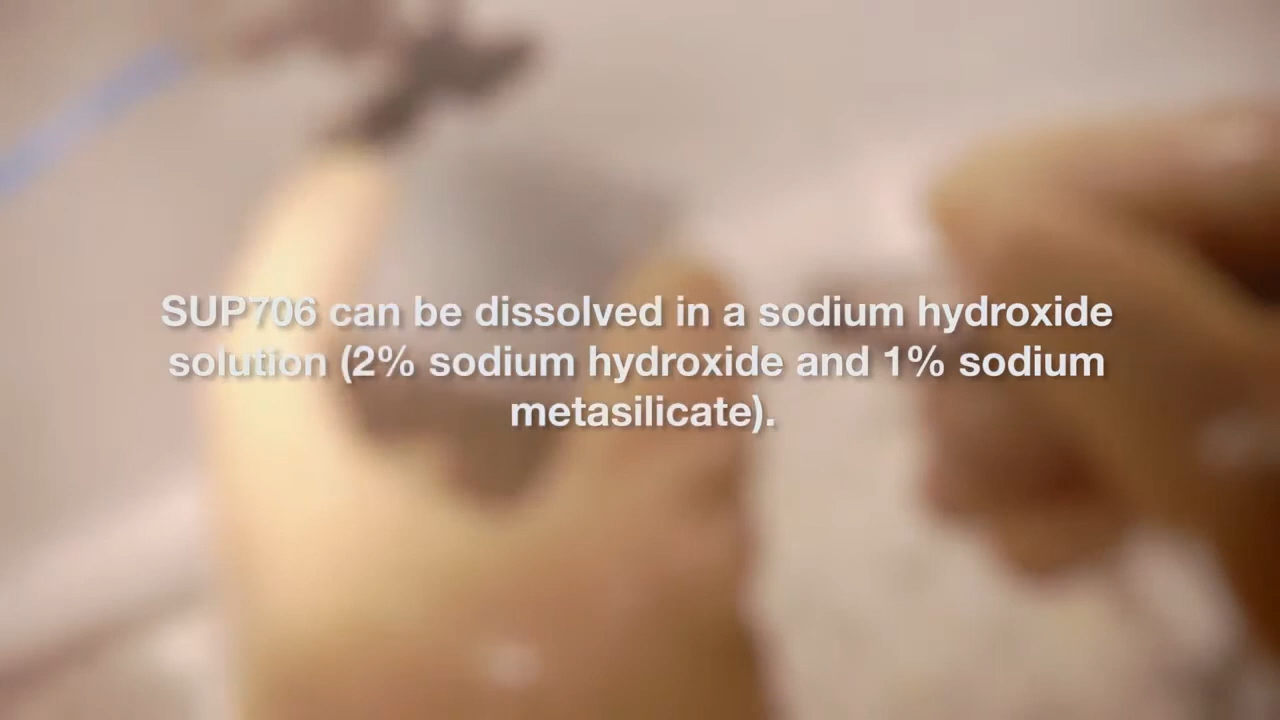 SUP706 can be dissolved in a sodium hydroxide
solution (2% sodium hydroxide and 1% sodium
metasilicate).